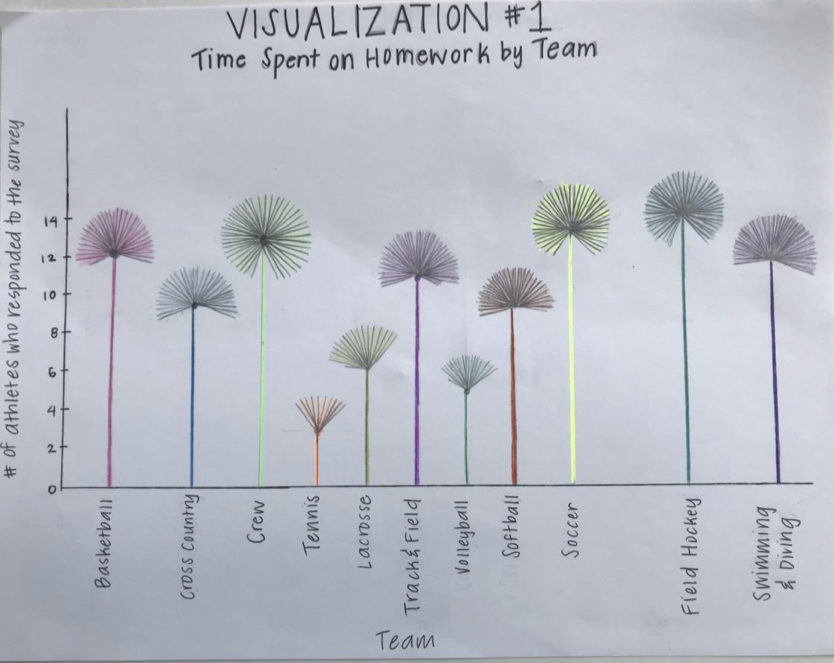 VISUALIZATION #1
Time Spent on Homework by Team
# of athletes who responded to the survey
14
12
10
8
6
4
2
0
Basketball
Cross Country
Crew
Tennis
Lacrosse
Track & Field
Volleyball
Softball
Soccer
Field Hockey
Swimming
& Diving
Team